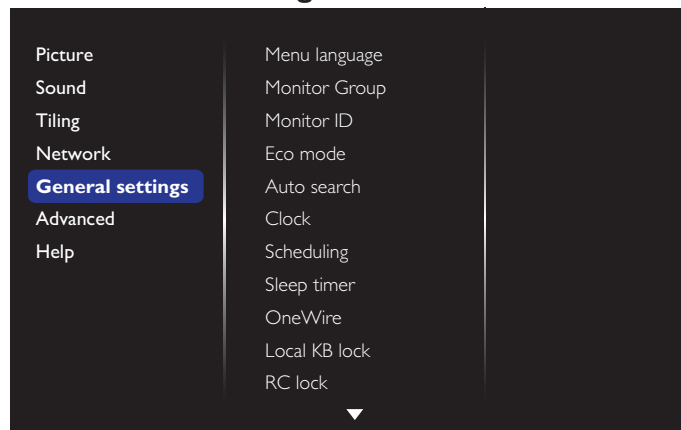 Picture
Sound
Tiling
Network
General settings
Advanced
Help
Menu language
Monitor Group
Monitor ID
Eco mode
Auto search
Clock
Scheduling
Sleep timer
OneWire
Local KB lock
RC lock